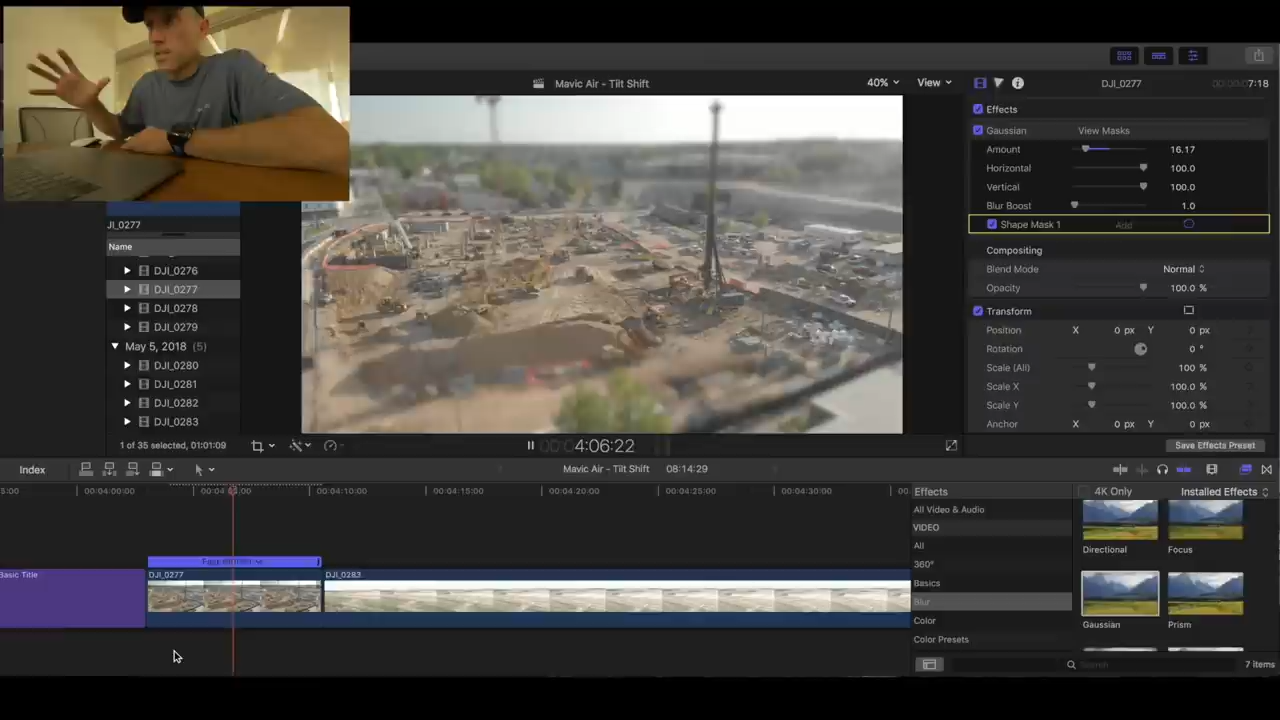 Mavic Air - Tilt Shift
40%
View
DJI_0277
7:18
Effects
Gaussian View Masks
Amount 16.17
Horizontal 100.0
Vertical 100.0
Blur Boost 1.0
Shape Mask 1 Add
Compositing
Blend Mode Normal
Opacity 100.0 %
Transform
Position X 0 px Y 0 px
Rotation 0 °
Scale (All) 100 %
Scale X 100.0 %
Scale Y 100.0 %
Anchor X 0 px Y 0 px
Save Effects Preset
JI_0277
Name
DJI_0276
DJI_0277
DJI_0278
DJI_0279
May 5, 2018 (5)
DJI_0280
DJI_0281
DJI_0282
DJI_0283
1 of 35 selected, 01:01:09
4:06:22
Index
Mavic Air - Tilt Shift 08:14:29
00:04:00:00
00:04:10:00
00:04:15:00
00:04:20:00
00:04:25:00
00:04:30:00
Basic Title
DJI_0277
DJI_0283
Effects
4K Only
Installed Effects
All Video & Audio
VIDEO
All
360°
Basics
Blur
Color
Color Presets
Directional
Focus
Gaussian
Prism
Search
7 items